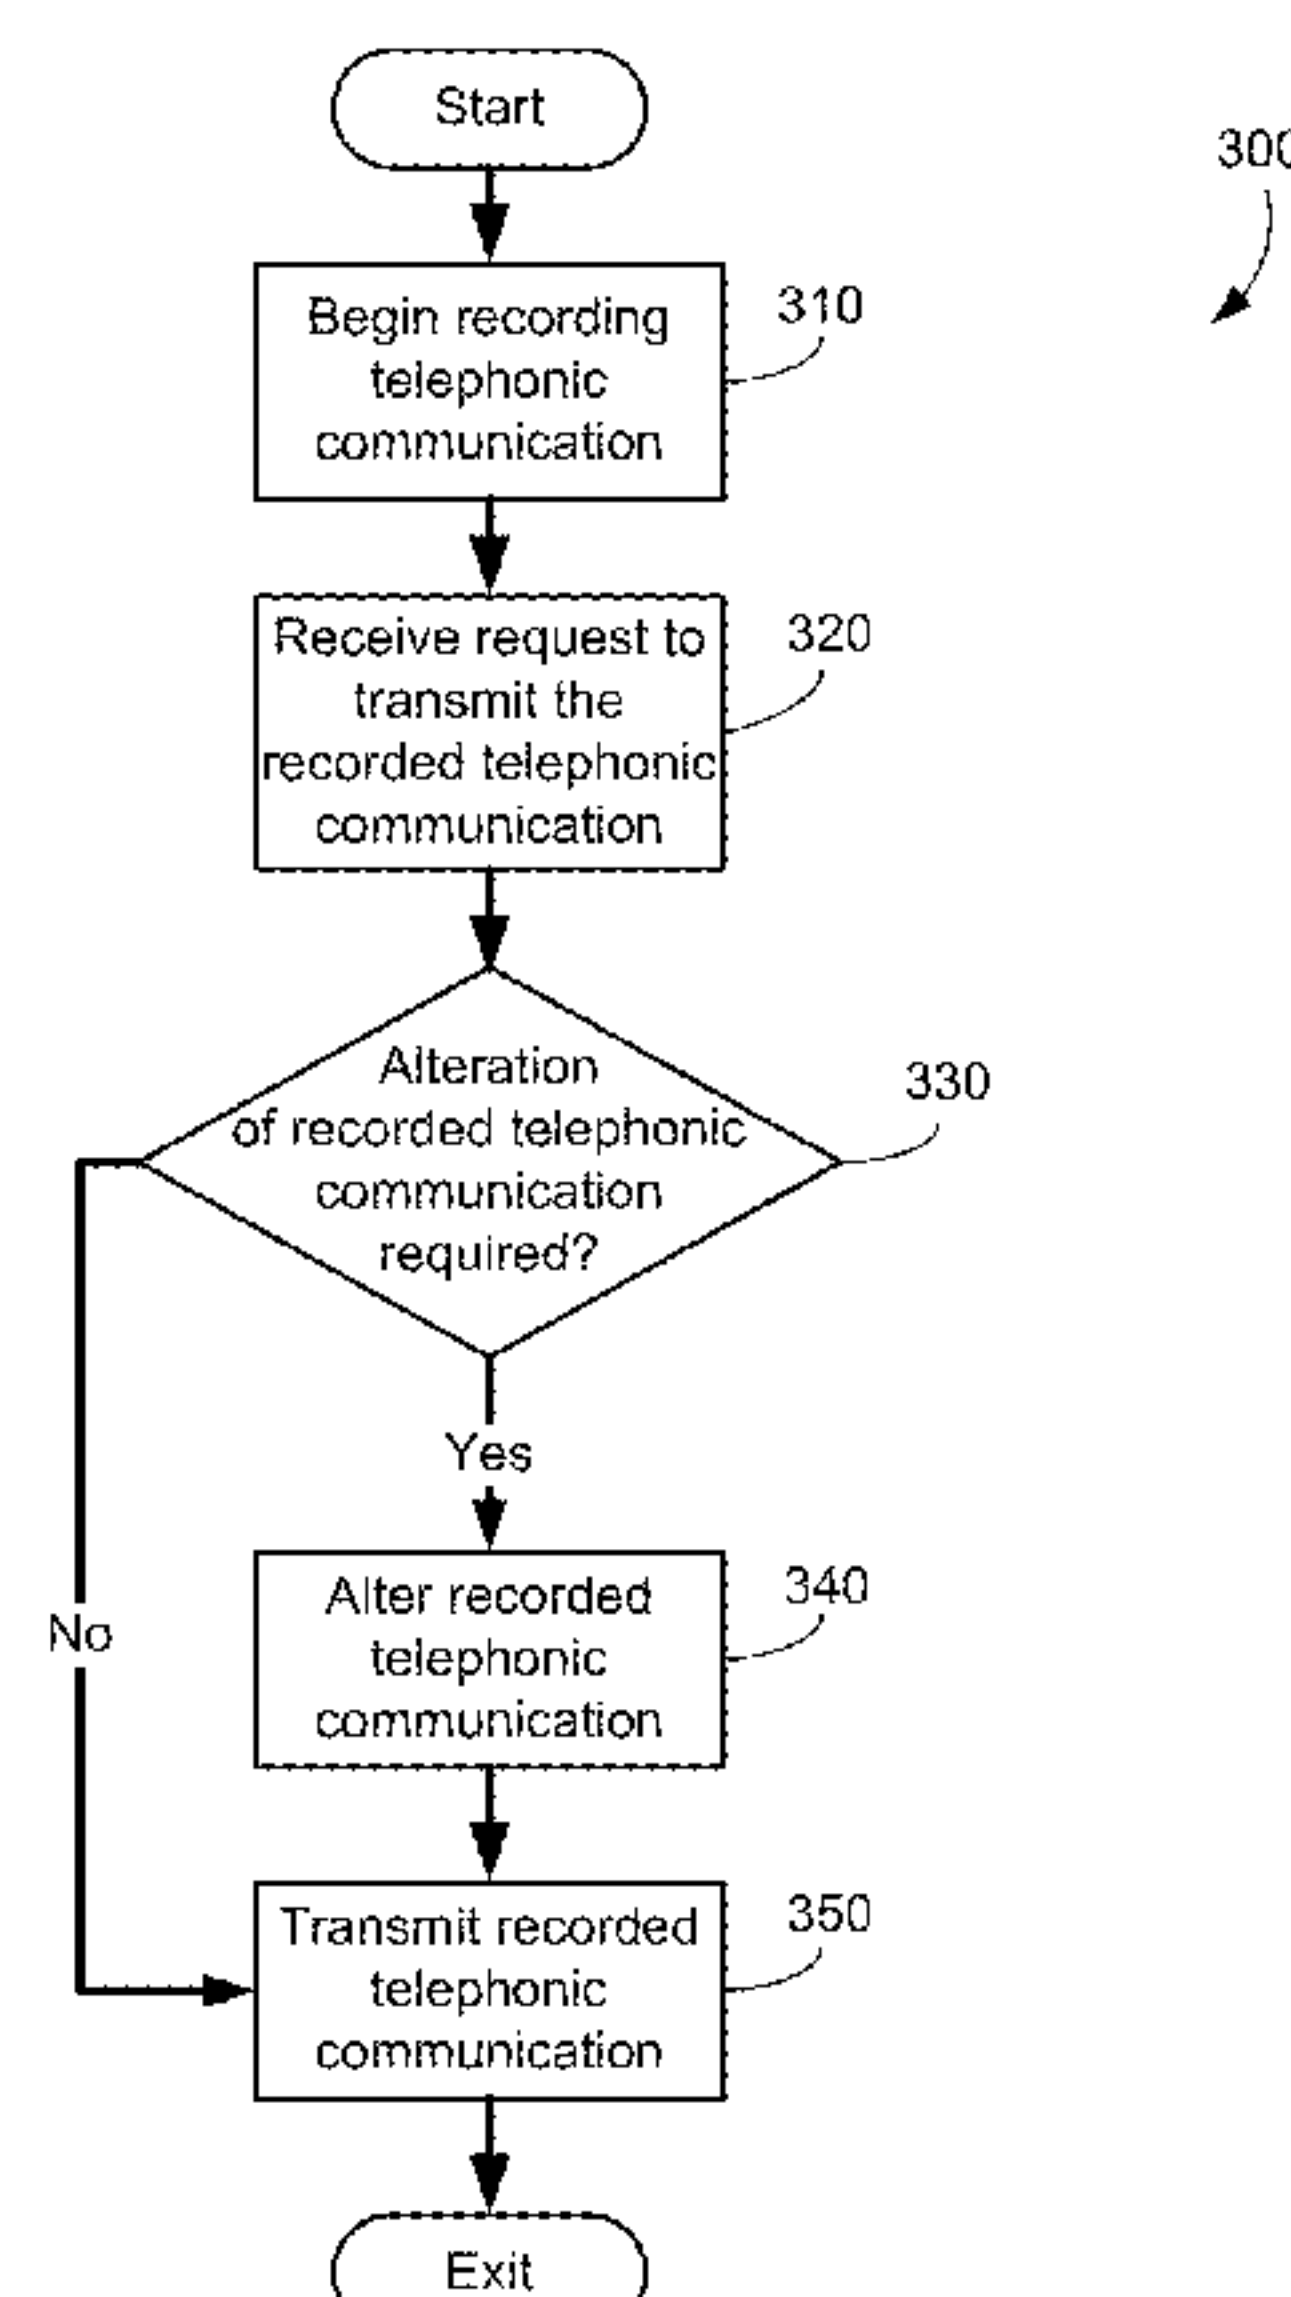 Start
300
Begin recording
telephonic
communication
310
Receive request to
transmit the
recorded telephonic
communication
320
Alteration
of recorded telephonic
communication
required?
330
Yes
Alter recorded
telephonic
communication
340
No
Transmit recorded
telephonic
communication
350
Exit